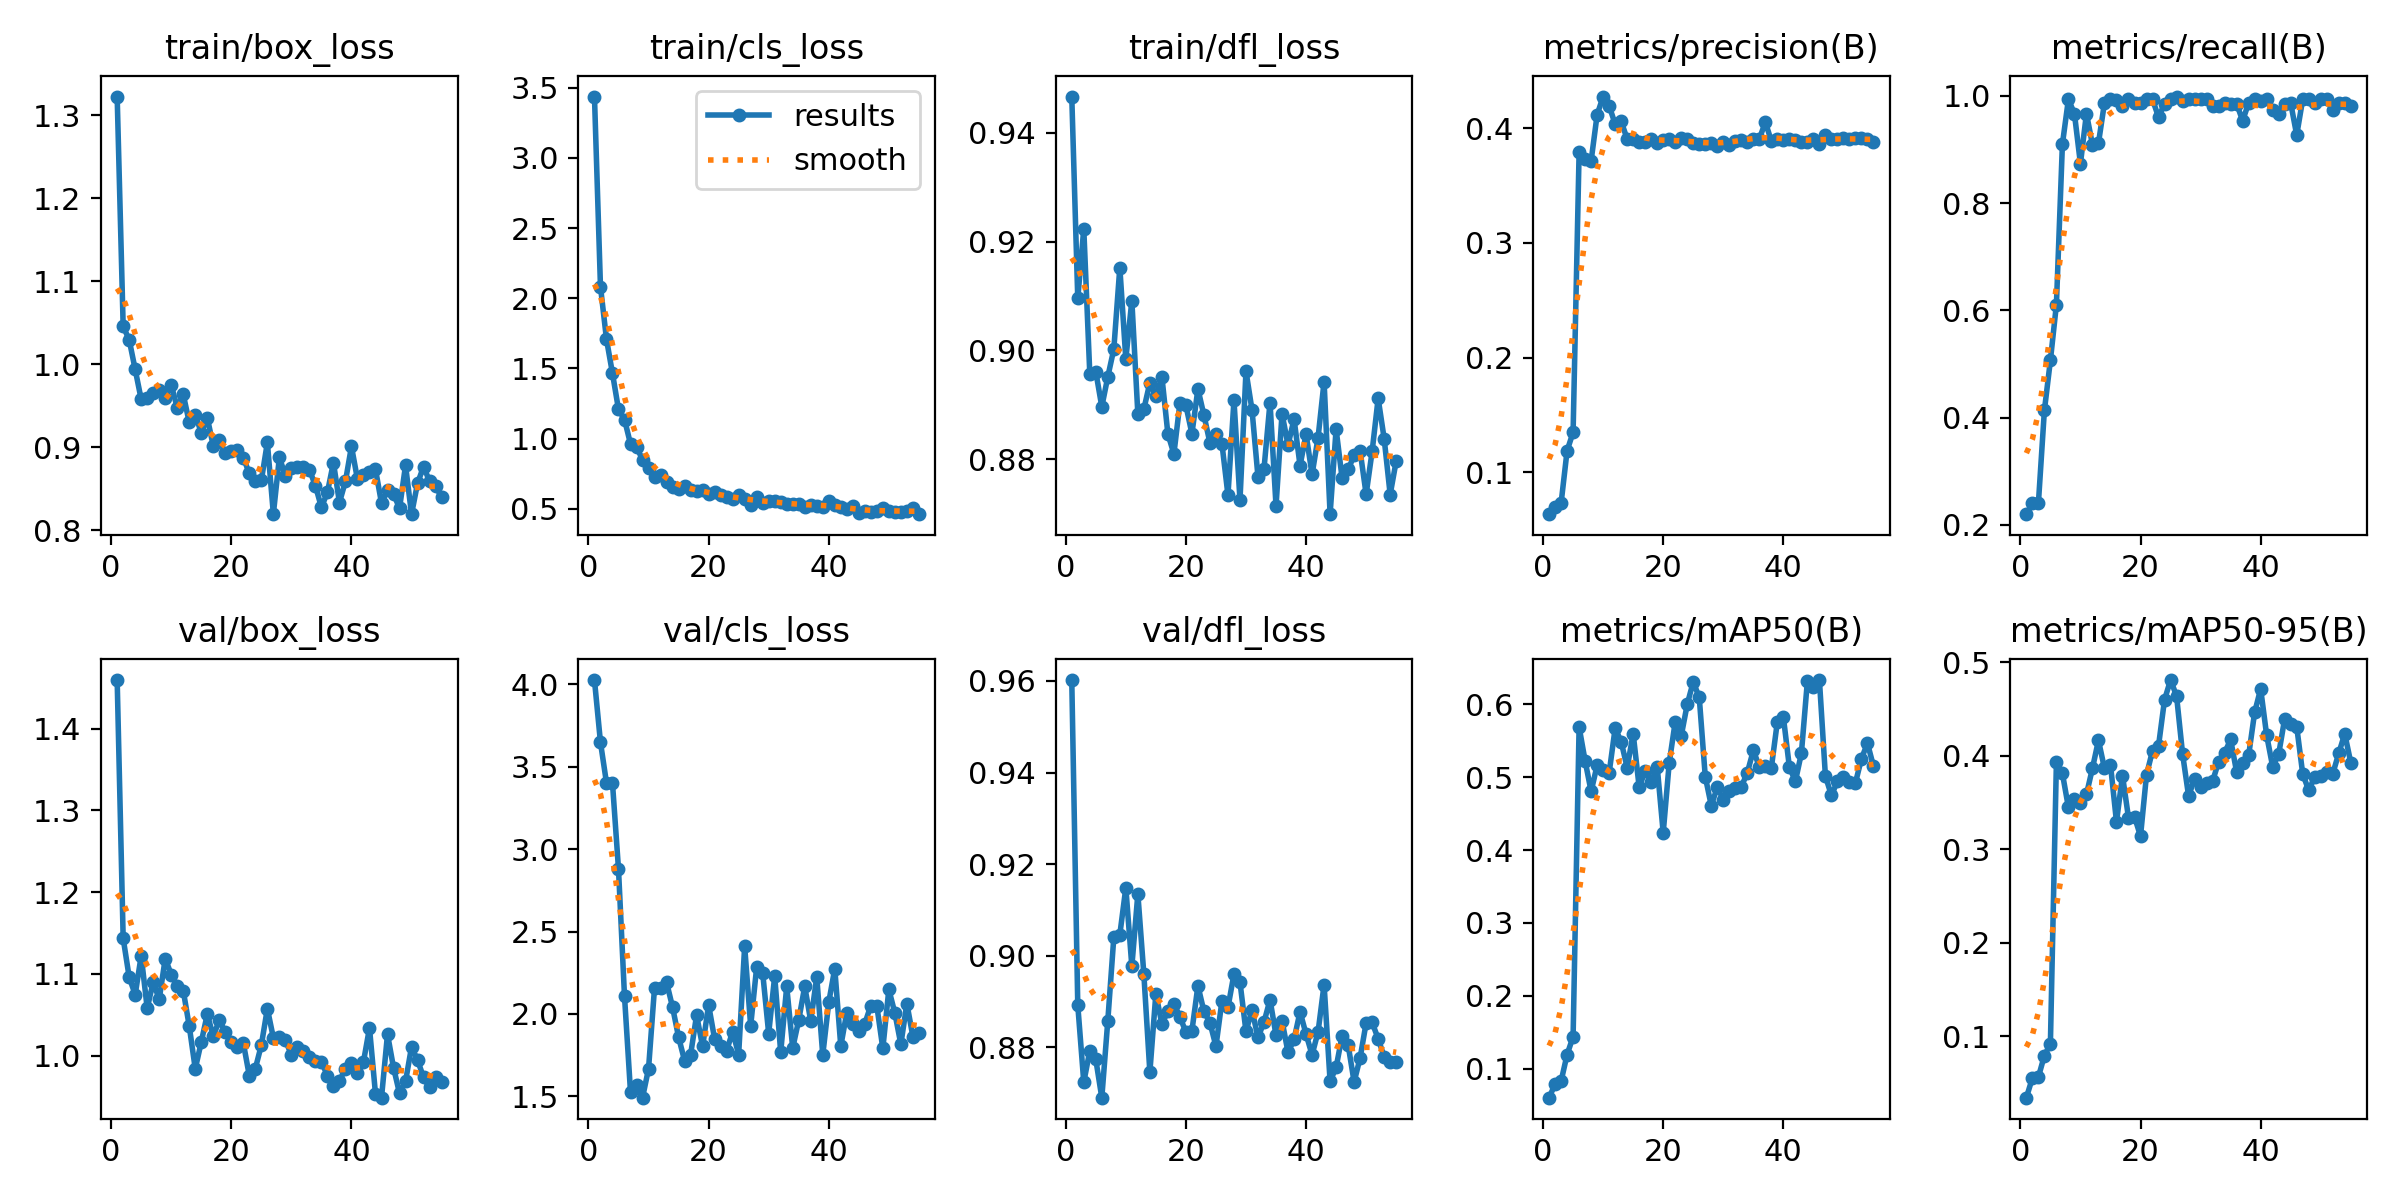 train/box_loss
1.3
1.2
1.1
1.0
0.9
0.8
0 20 40
train/cls_loss
results
smooth
3.5
3.0
2.5
2.0
1.5
1.0
0.5
0 20 40
train/dfl_loss
0.94
0.92
0.90
0.88
0 20 40
metrics/precision(B)
0.4
0.3
0.2
0.1
0 20 40
metrics/recall(B)
1.0
0.8
0.6
0.4
0.2
0 20 40
val/box_loss
1.4
1.3
1.2
1.1
1.0
0 20 40
val/cls_loss
4.0
3.5
3.0
2.5
2.0
1.5
0 20 40
val/dfl_loss
0.96
0.94
0.92
0.90
0.88
0 20 40
metrics/mAP50(B)
0.6
0.5
0.4
0.3
0.2
0.1
0 20 40
metrics/mAP50-95(B)
0.5
0.4
0.3
0.2
0.1
0 20 40